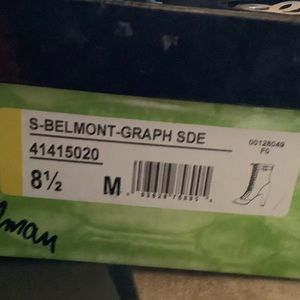 S-BELMONT-GRAPH SDE
41415020
00128049
F0
8½ M